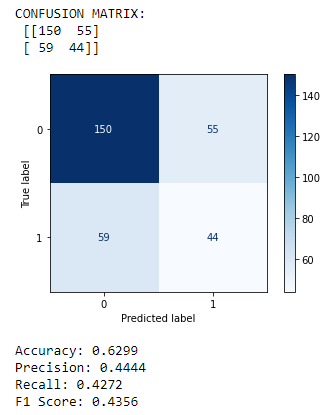 CONFUSION MATRIX:
[[150 55]
[ 59 44]]
140
0 150 55
120
True label
100
80
1 59 44
60
0 1
Predicted label
Accuracy: 0.6299
Precision: 0.4444
Recall: 0.4272
F1 Score: 0.4356